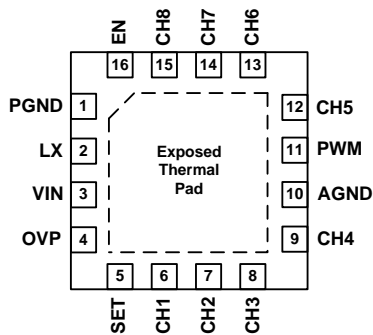 EN CH8 CH7 CH6
16 15 14 13
PGND 1 12 CH5
LX 2 11 PWM
VIN 3 10 AGND
OVP 4 9 CH4
Exposed
Thermal
Pad
5 6 7 8
SET CH1 CH2 CH3